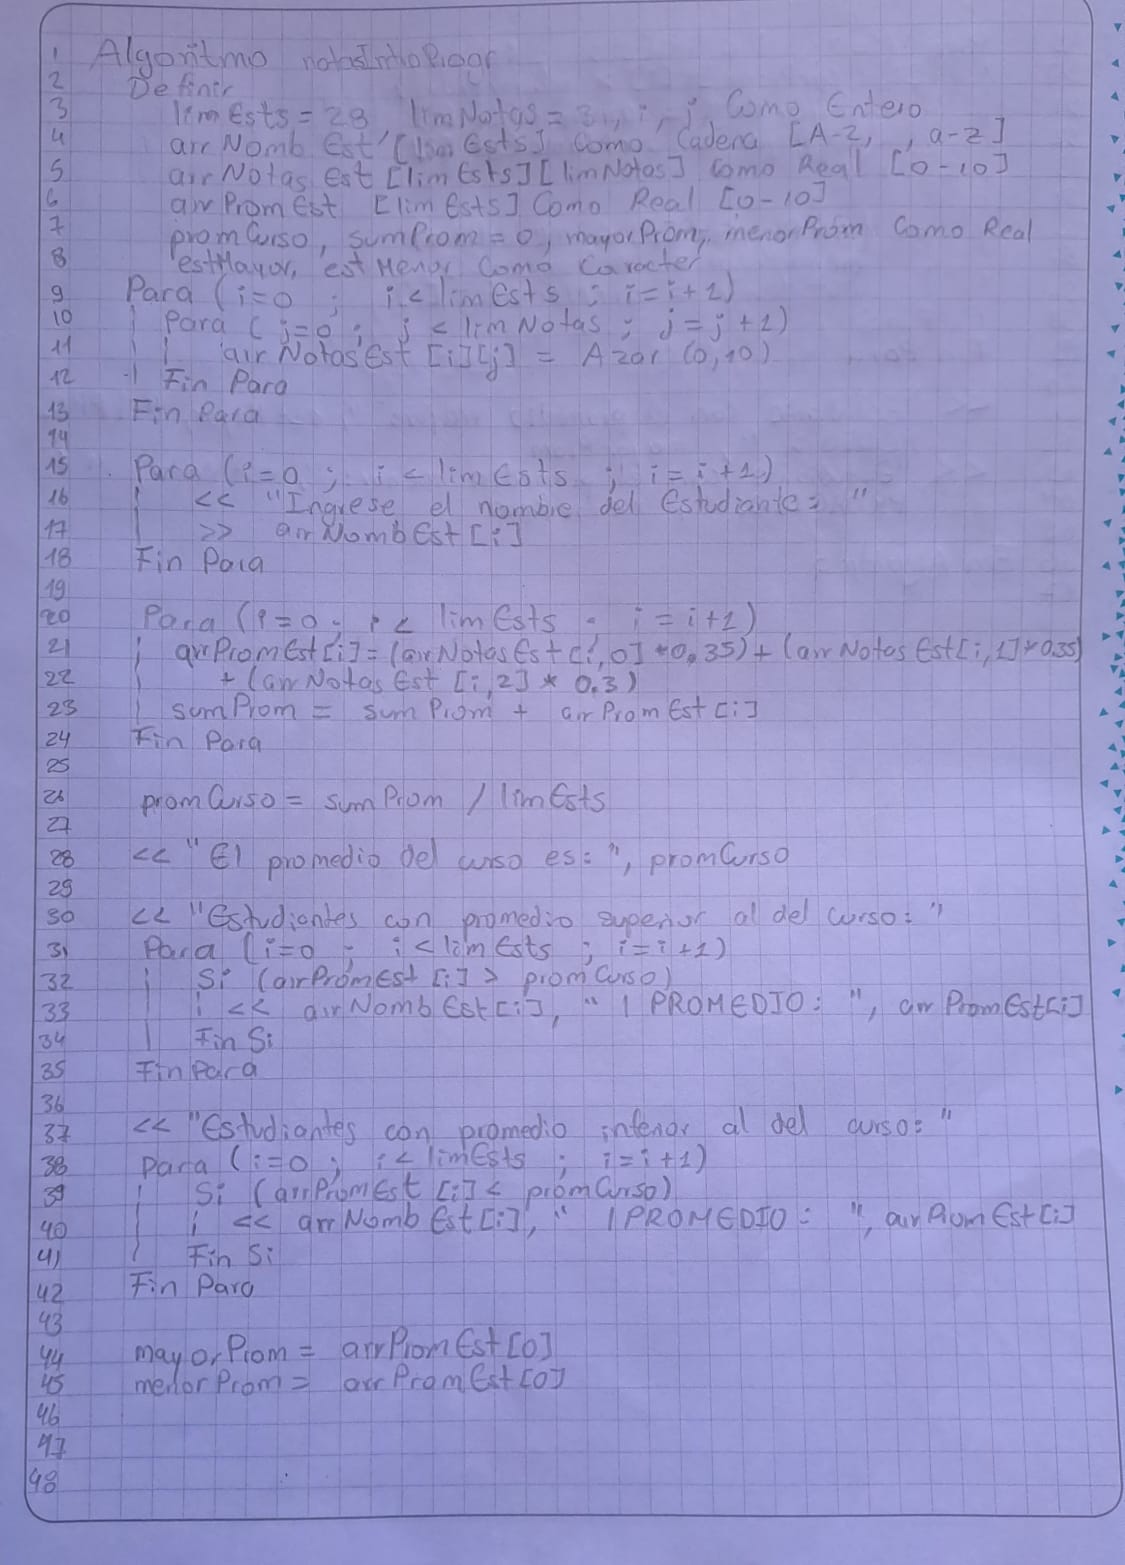 1 Algoritmo notasIntroProgr
2 Definir
3 limEsts = 28, limNotas = 3, i, j, Como Entero
4 arrNombEst [limEsts] Como Cadena [A-Z, , a-z]
5 arrNotasEst [limEsts][limNotas] Como Real [0-10]
6 arrPromEst [limEsts] Como Real [0-10]
7 promCurso, sumProm = 0, mayorProm, menorProm Como Real
8 estMayor, estMenor Como Caracter
9 Para (i=0 ; i < limEsts ; i=i+1)
10 Para (j=0 ; j < limNotas ; j=j+1)
11 arrNotasEst [i][j] = Azar (0,10)
12 Fin Para
13 Fin Para
14
15 Para (i=0 ; i < limEsts ; i=i+1)
16 << "Ingrese el nombre del Estudiante: "
17 >> arrNombEst [i]
18 Fin Para
19
20 Para (i=0 ; i < limEsts ; i=i+1)
21 arrPromEst[i] = (arrNotasEst[i,0] * 0.35) + (arrNotasEst[i,1] * 0.35)
22 + (arrNotasEst [i,2] * 0.3)
23 sumProm = sumProm + arrPromEst[i]
24 Fin Para
25
26 promCurso = sumProm / limEsts
27
28 << "El promedio del curso es: ", promCurso
29
30 << "Estudiantes con promedio superior al del curso: "
31 Para (i=0 ; i < limEsts ; i=i+1)
32 Si (arrPromEst [i] > promCurso)
33 << arrNombEst[i], " | PROMEDIO: ", arrPromEst[i]
34 Fin Si
35 Fin Para
36
37 << "Estudiantes con promedio inferior al del curso: "
38 Para (i=0 ; i < limEsts ; i=i+1)
39 Si (arrPromEst [i] < promCurso)
40 << arrNombEst[i], " | PROMEDIO: ", arrPromEst[i]
41 Fin Si
42 Fin Para
43
44 mayorProm = arrPromEst[0]
45 menorProm = arrPromEst[0]
46
47
48